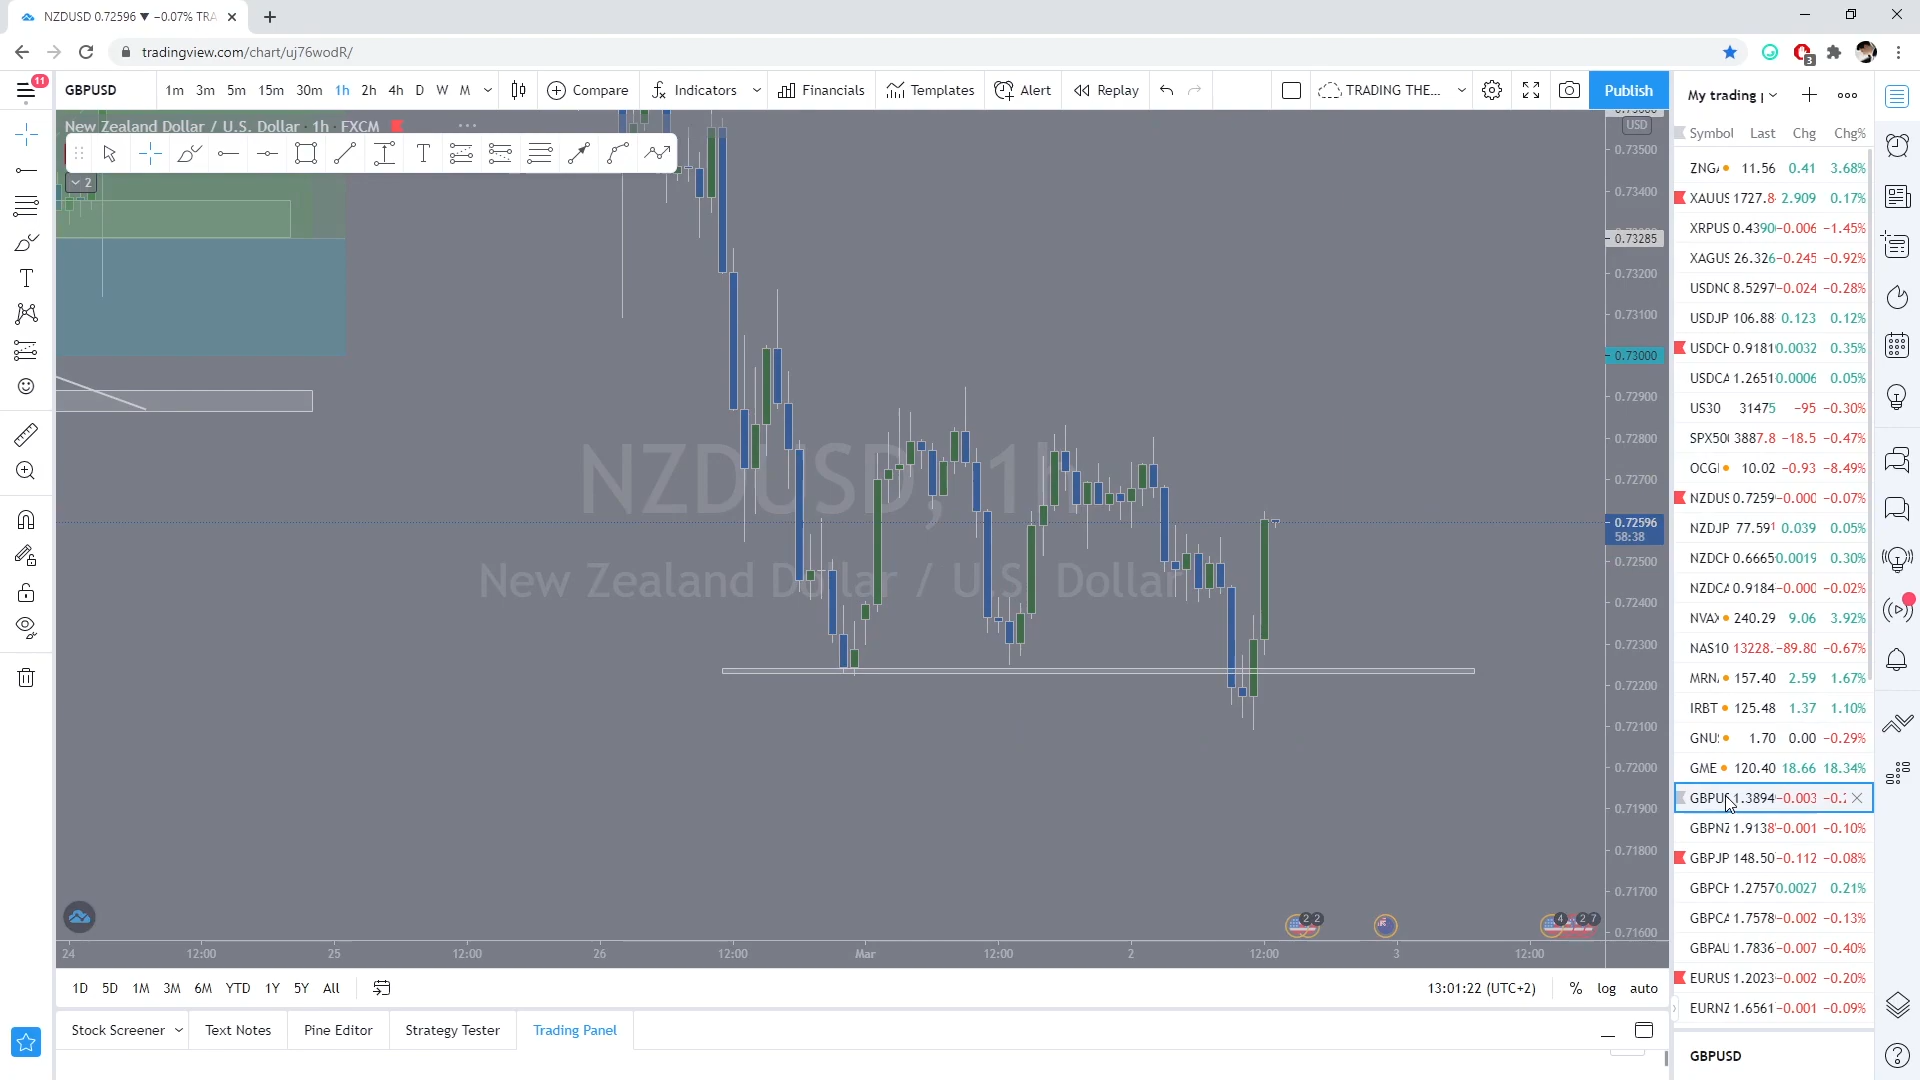 NZDUSD 0.72596 ▼ −0.07% TRA
tradingview.com/chart/uj76wodR/
3
11
GBPUSD
1m 3m 5m 15m 30m 1h 2h 4h D W M
Compare
Indicators
Financials
Templates
Alert
Replay
TRADING THE...
Publish
New Zealand Dollar / U.S. Dollar · 1h · FXCM
2
NZDUSD, 1h
New Zealand Dollar / U.S. Dollar
USD
0.73500
0.73400
0.73285
0.73200
0.73100
0.73000
0.72900
0.72800
0.72700
0.72596
58:38
0.72500
0.72400
0.72300
0.72200
0.72100
0.72000
0.71900
0.71800
0.71700
0.71600
2 2
4 2 7
24 12:00 25 12:00 26 12:00 Mar 12:00 2 12:00 3 12:00
1D 5D 1M 3M 6M YTD 1Y 5Y All
13:01:22 (UTC+2) % log auto
Stock Screener Text Notes Pine Editor Strategy Tester Trading Panel
My trading
Symbol Last Chg Chg%
ZNG 11.56 0.41 3.68%
XAUUS 1727.8 2.909 0.17%
XRPUS 0.4390 −0.006 −1.45%
XAGUS 26.326 −0.245 −0.92%
USDNO 8.5297 −0.024 −0.28%
USDJP 106.88 0.123 0.12%
USDCH 0.9181 0.0032 0.35%
USDCA 1.2651 0.0006 0.05%
US30 31475 −95 −0.30%
SPX500 3887.8 −18.5 −0.47%
OCGI 10.02 −0.93 −8.49%
NZDUS 0.7259 −0.000 −0.07%
NZDJP 77.591 0.039 0.05%
NZDCH 0.6665 0.0019 0.30%
NZDCA 0.9184 −0.000 −0.02%
NVAX 240.29 9.06 3.92%
NAS10 13228. −89.80 −0.67%
MRN 157.40 2.59 1.67%
IRBT 125.48 1.37 1.10%
GNUS 1.70 0.00 −0.29%
GME 120.40 18.66 18.34%
GBPUS 1.3894 −0.003 −0.2
GBPNZ 1.9138 −0.001 −0.10%
GBPJP 148.50 −0.112 −0.08%
GBPCH 1.2757 0.0027 0.21%
GBPCA 1.7578 −0.002 −0.13%
GBPAU 1.7836 −0.007 −0.40%
EURUS 1.2023 −0.002 −0.20%
EURNZ 1.6561 −0.001 −0.09%
GBPUSD